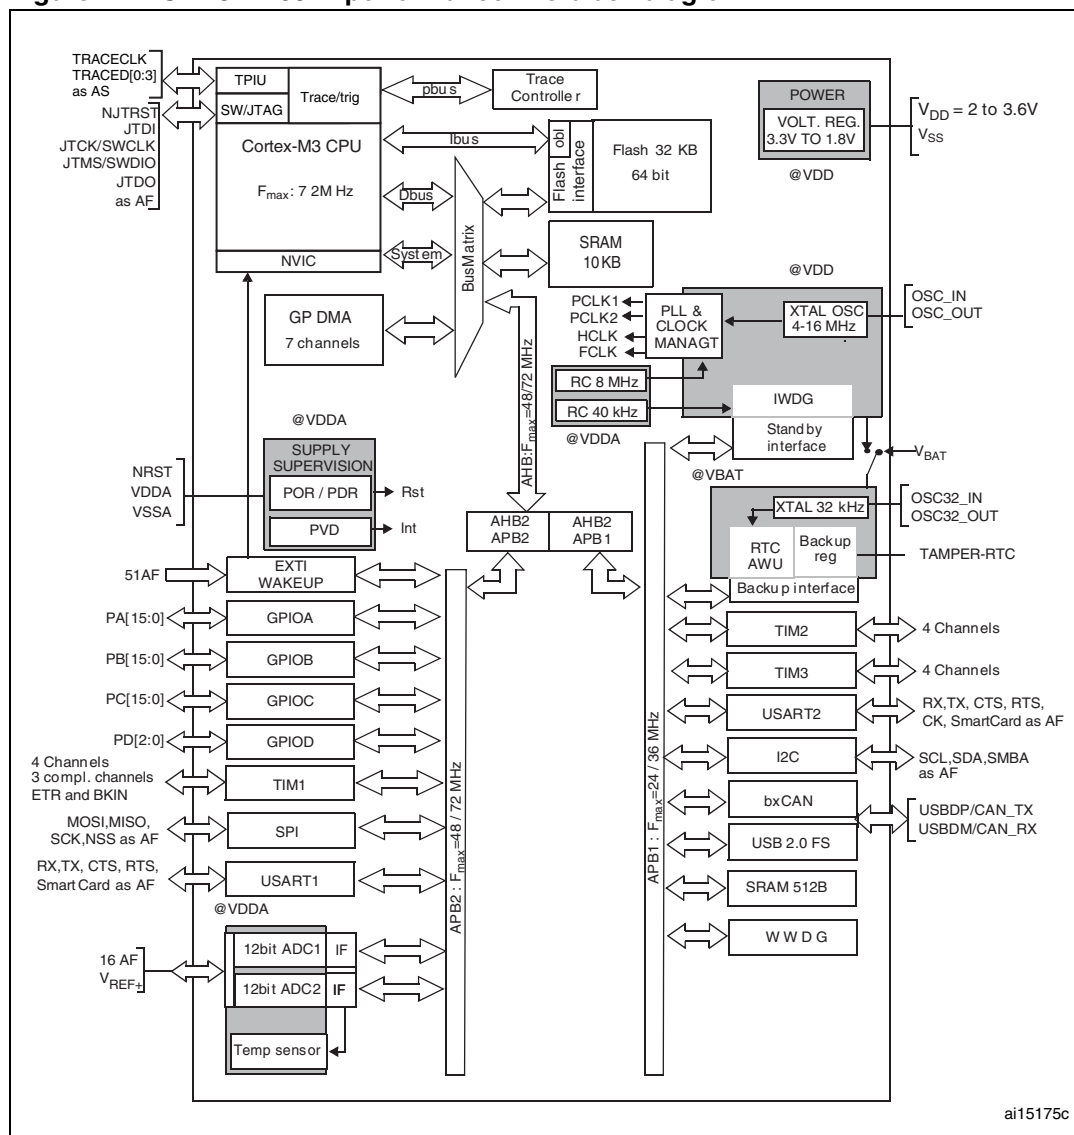 TRACECLK
TRACED[0:3]
as AS
NJTRST
JTDI
JTCK/SWCLK
JTMS/SWDIO
JTDO
as AF
TPIU
SW/JTAG
Trace/trig
Cortex-M3 CPU
Fmax: 7 2M Hz
NVIC
pbus
Trace
Controller
Ibus
Dbus
System
BusMatrix
Flash
interface
obl
Flash 32 KB
64 bit
SRAM
10KB
POWER
VOLT. REG.
3.3V TO 1.8V
@VDD
VDD = 2 to 3.6V
VSS
GP DMA
7 channels
AHB:Fmax=48/72 MHz
@VDD
PCLK1
PCLK2
HCLK
FCLK
PLL &
CLOCK
MANAGT
XTAL OSC
4-16 MHz
OSC_IN
OSC_OUT
RC 8 MHz
RC 40 kHz
@VDDA
IWDG
Standby
interface
@VBAT
VBAT
@VDDA
SUPPLY
SUPERVISION
POR / PDR
Rst
PVD
Int
NRST
VDDA
VSSA
AHB2
APB2
AHB2
APB1
XTAL 32 kHz
OSC32_IN
OSC32_OUT
RTC
AWU
Backup
reg
TAMPER-RTC
Backup interface
51AF
EXTI
WAKEUP
PA[15:0]
GPIOA
PB[15:0]
GPIOB
PC[15:0]
GPIOC
PD[2:0]
GPIOD
4 Channels
3 compl. channels
ETR and BKIN
TIM1
MOSI,MISO,
SCK,NSS as AF
SPI
RX,TX, CTS, RTS,
SmartCard as AF
USART1
@VDDA
16 AF
VREF+
12bit ADC1
IF
12bit ADC2
IF
Temp sensor
APB2 : Fmax=48 / 72 MHz
APB1 : Fmax=24 / 36 MHz
TIM2
4 Channels
TIM3
4 Channels
USART2
RX,TX, CTS, RTS,
CK, SmartCard as AF
I2C
SCL,SDA,SMBA
as AF
bxCAN
USBDP/CAN_TX
USBDM/CAN_RX
USB 2.0 FS
SRAM 512B
W W D G
ai15175c